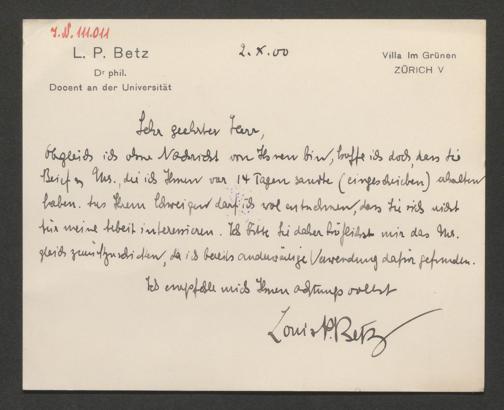 J.N. 111.011
L. P. Betz
Dr phil.
Docent an der Universität
2. X. 00
Villa Im Grünen
ZÜRICH V
Sehr geehrter Herr,
Obgleich ich ohne Nachricht von Ihnen bin, hoffe ich doch, dass Sie
Brief u Ms., die ich Ihnen vor 14 Tagen sandte (eingeschrieben) erhalten
haben. Aus Ihrem Schweigen darf ich wol entnehmen, dass Sie sich nicht
für meine Arbeit interessieren. Ich bitte Sie daher höflichst mir das Ms.
gleich zurückzuschicken, da ich bereits anderweitige Verwendung dafür gefunden.
Ich empfehle mich Ihnen achtungsvollst
Louis P. Betz